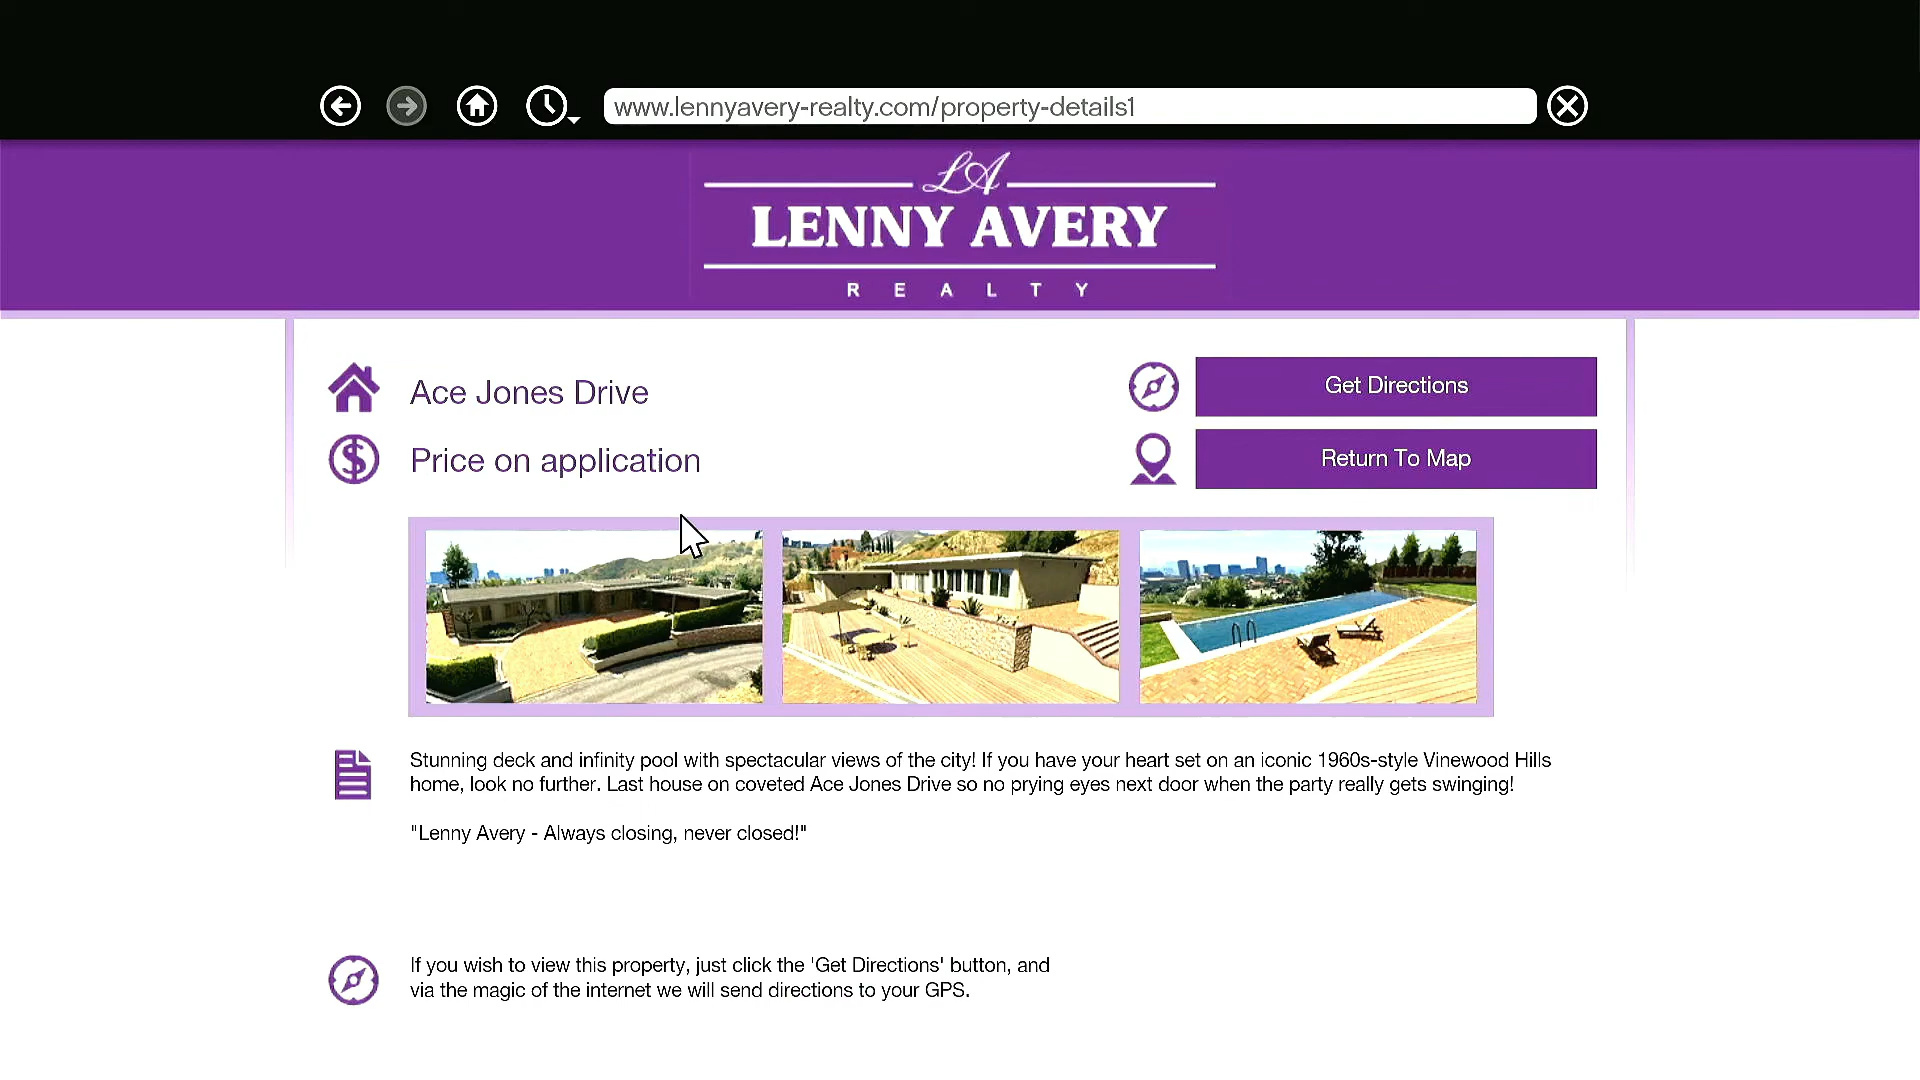 www.lennyavery-realty.com/property-details1
LA
LENNY AVERY
REALTY
Ace Jones Drive
Get Directions
Price on application
Return To Map
Stunning deck and infinity pool with spectacular views of the city! If you have your heart set on an iconic 1960s-style Vinewood Hills
home, look no further. Last house on coveted Ace Jones Drive so no prying eyes next door when the party really gets swinging!
"Lenny Avery - Always closing, never closed!"
If you wish to view this property, just click the 'Get Directions' button, and
via the magic of the internet we will send directions to your GPS.